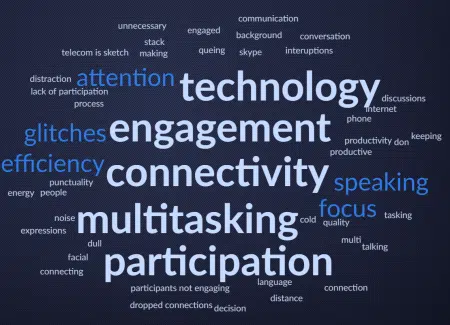 communication
unnecessary
engaged
background
conversation
stack
making
telecom is sketch
queing
skype
interuptions
distraction
attention
technology
lack of participation
discussions
process
internet
phone
glitches
engagement
productivity
don
keeping
productive
efficiency
connectivity
punctuality
speaking
energy
people
focus
noise
multitasking
cold
quality
tasking
expressions
dull
multi
talking
facial
participation
connecting
participants not engaging
language
connection
distance
dropped connections
decision